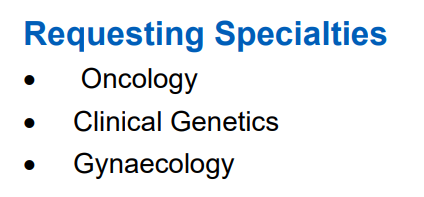 Requesting Specialties
• Oncology
• Clinical Genetics
• Gynaecology